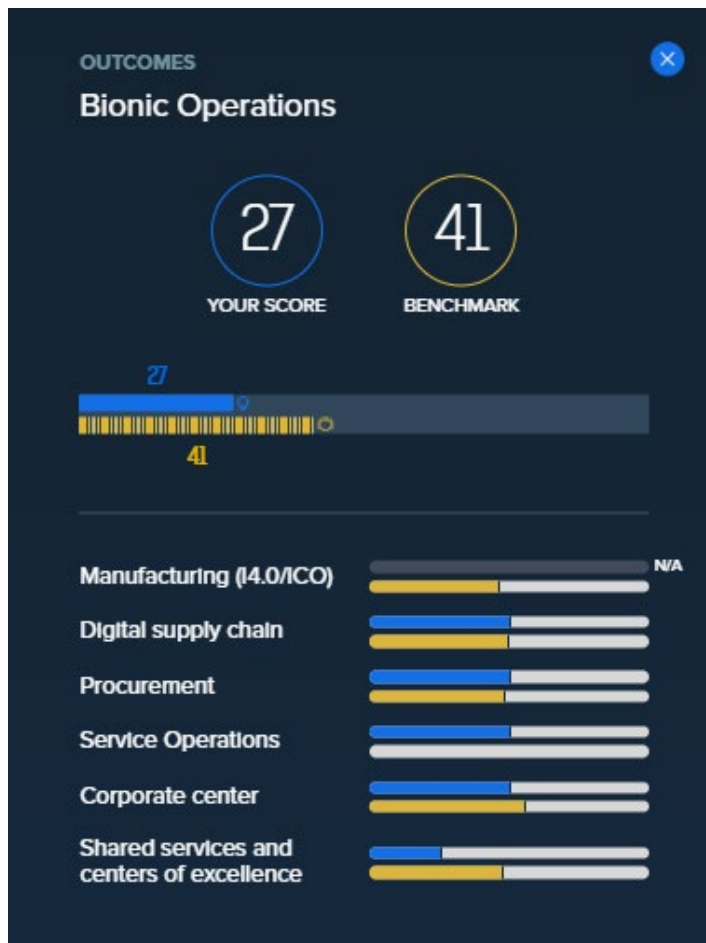 OUTCOMES
Bionic Operations
27
41
YOUR SCORE
BENCHMARK
27
41
Manufacturing (I4.0/ICO)
N/A
Digital supply chain
Procurement
Service Operations
Corporate center
Shared services and
centers of excellence